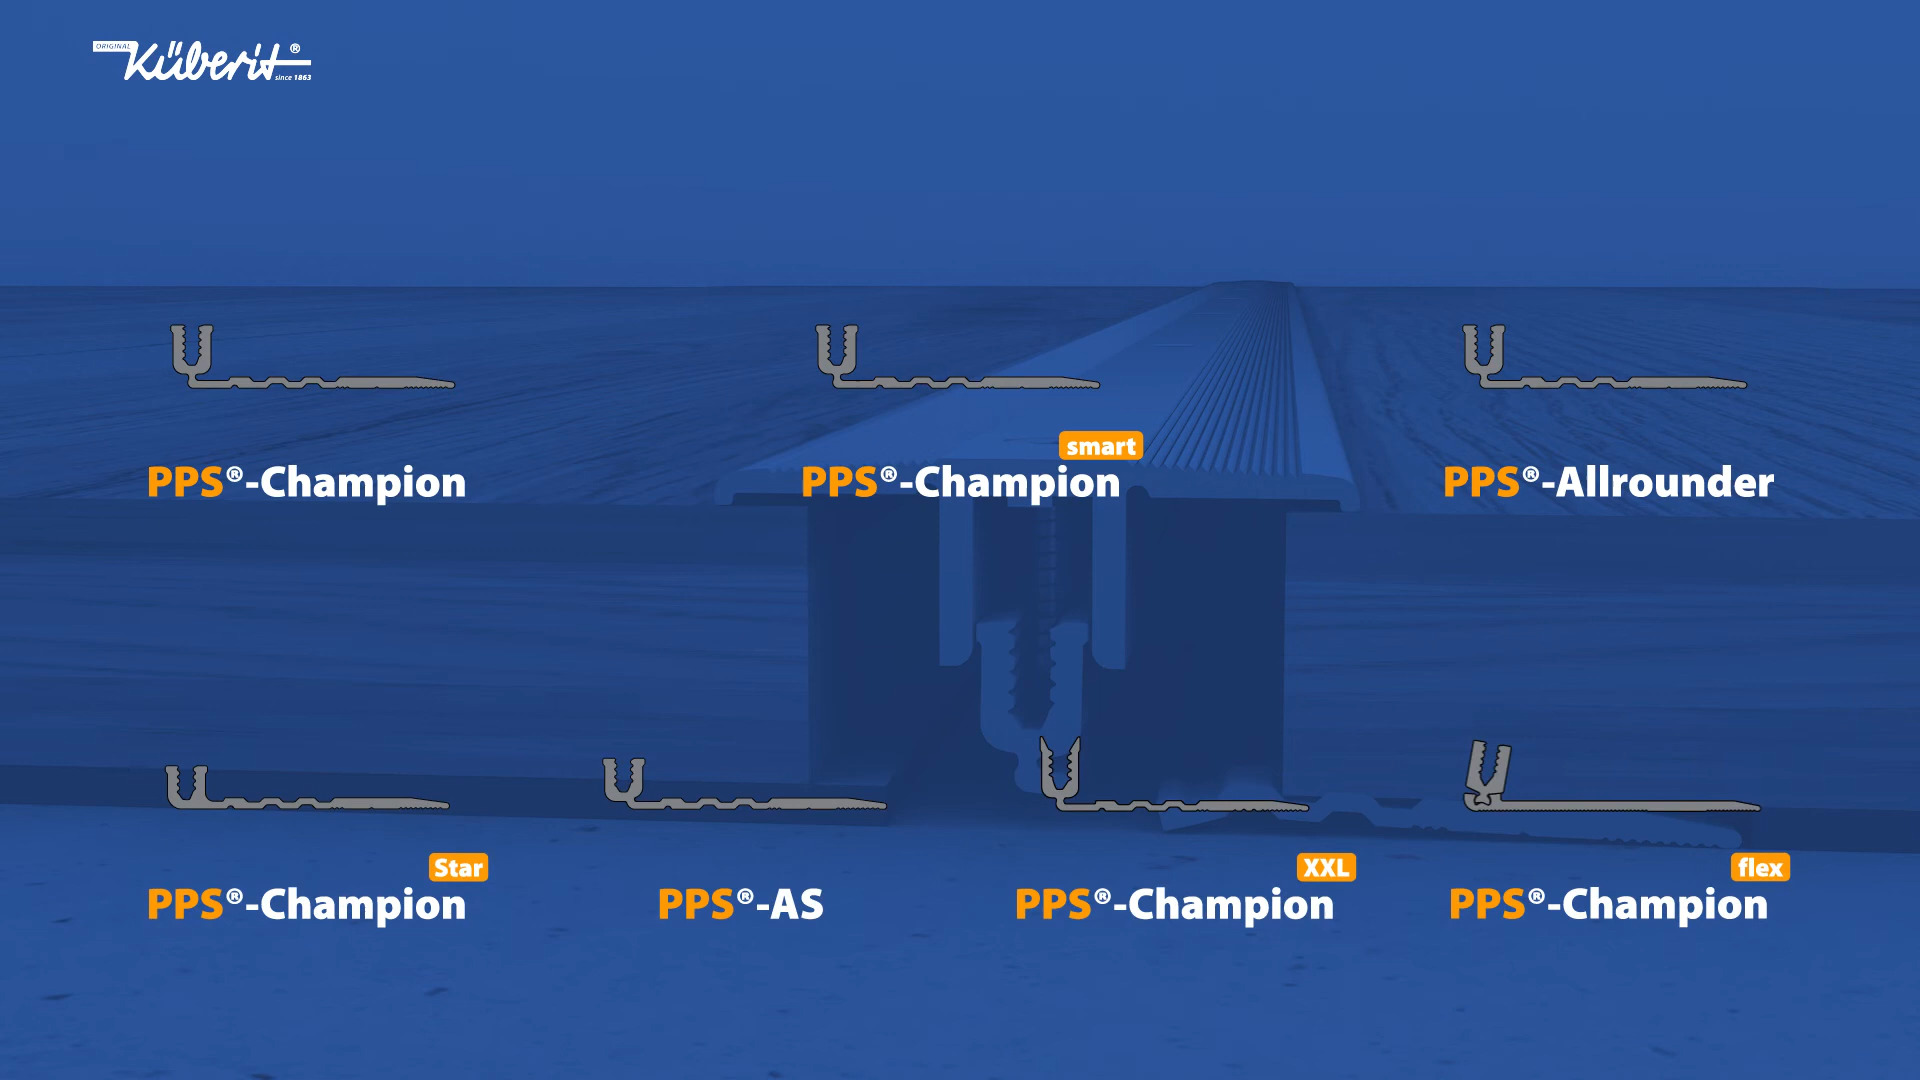 ORIGINAL
Küberit®
since 1863
smart
PPS®-Champion
PPS®-Champion
PPS®-Allrounder
Star
XXL
flex
PPS®-Champion
PPS®-AS
PPS®-Champion
PPS®-Champion